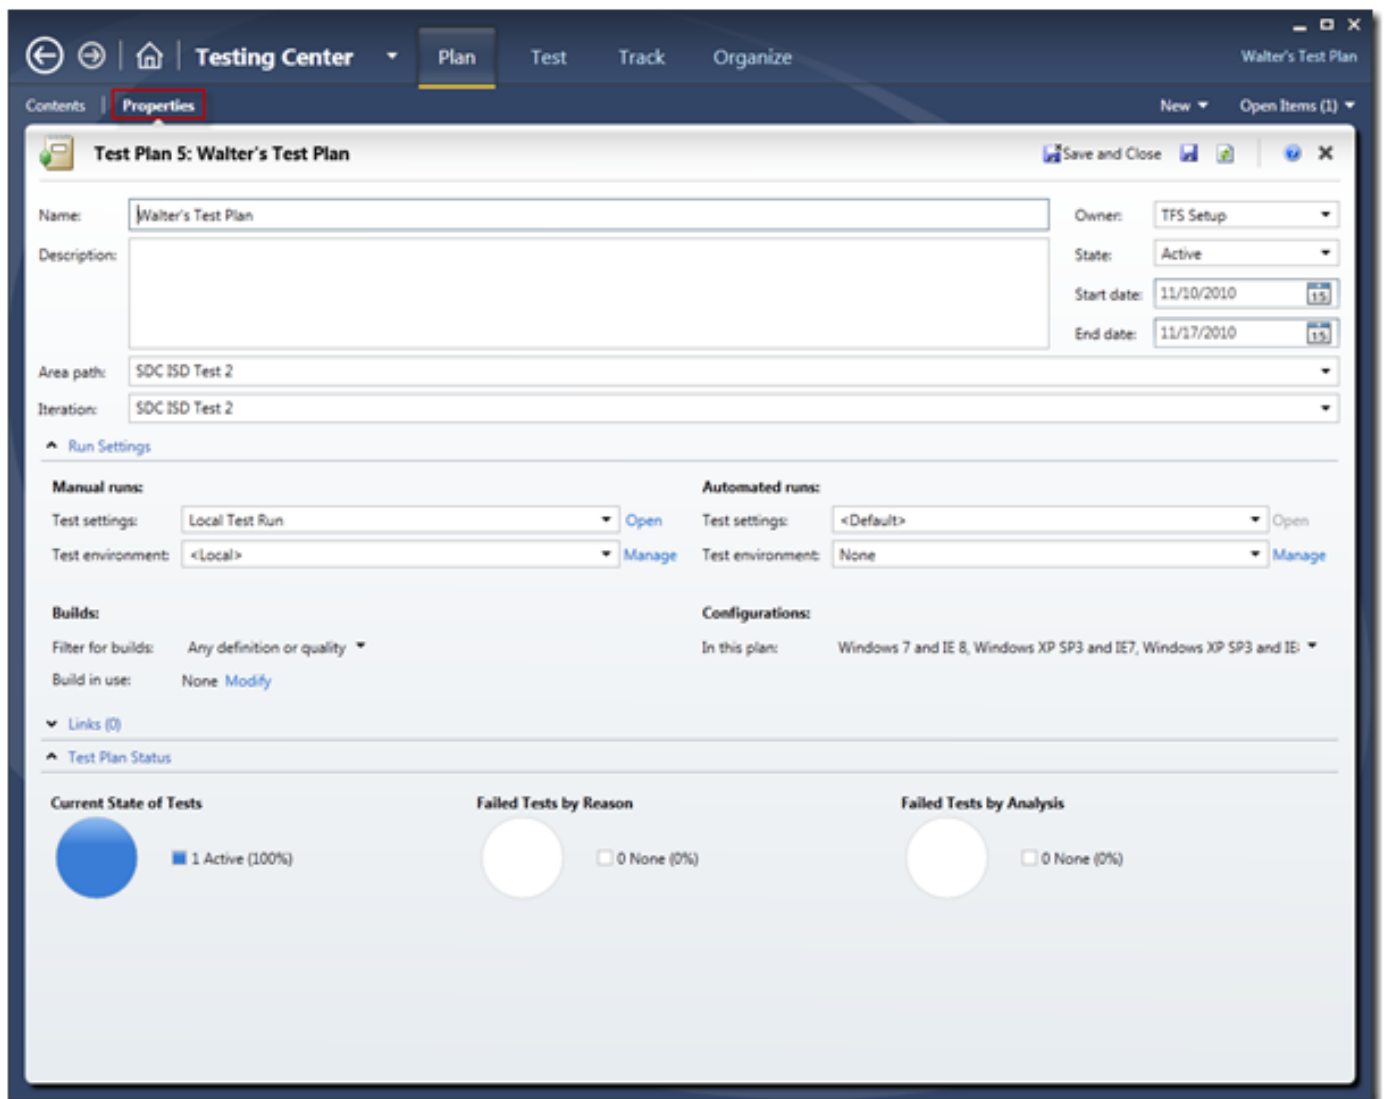 Testing Center Plan Test Track Organize Walter's Test Plan
Contents Properties New Open Items (1)
Test Plan 5: Walter's Test Plan Save and Close
Name: Walter's Test Plan Owner: TFS Setup
Description: State: Active
Start date: 11/10/2010 15
End date: 11/17/2010 15
Area path: SDC ISD Test 2
Iteration: SDC ISD Test 2
Run Settings
Manual runs: Automated runs:
Test settings: Local Test Run Open Test settings: <Default> Open
Test environment: <Local> Manage Test environment: None Manage
Builds: Configurations:
Filter for builds: Any definition or quality In this plan: Windows 7 and IE 8, Windows XP SP3 and IE7, Windows XP SP3 and
Build in use: None Modify
Links (0)
Test Plan Status
Current State of Tests Failed Tests by Reason Failed Tests by Analysis
1 Active (100%) 0 None (0%) 0 None (0%)